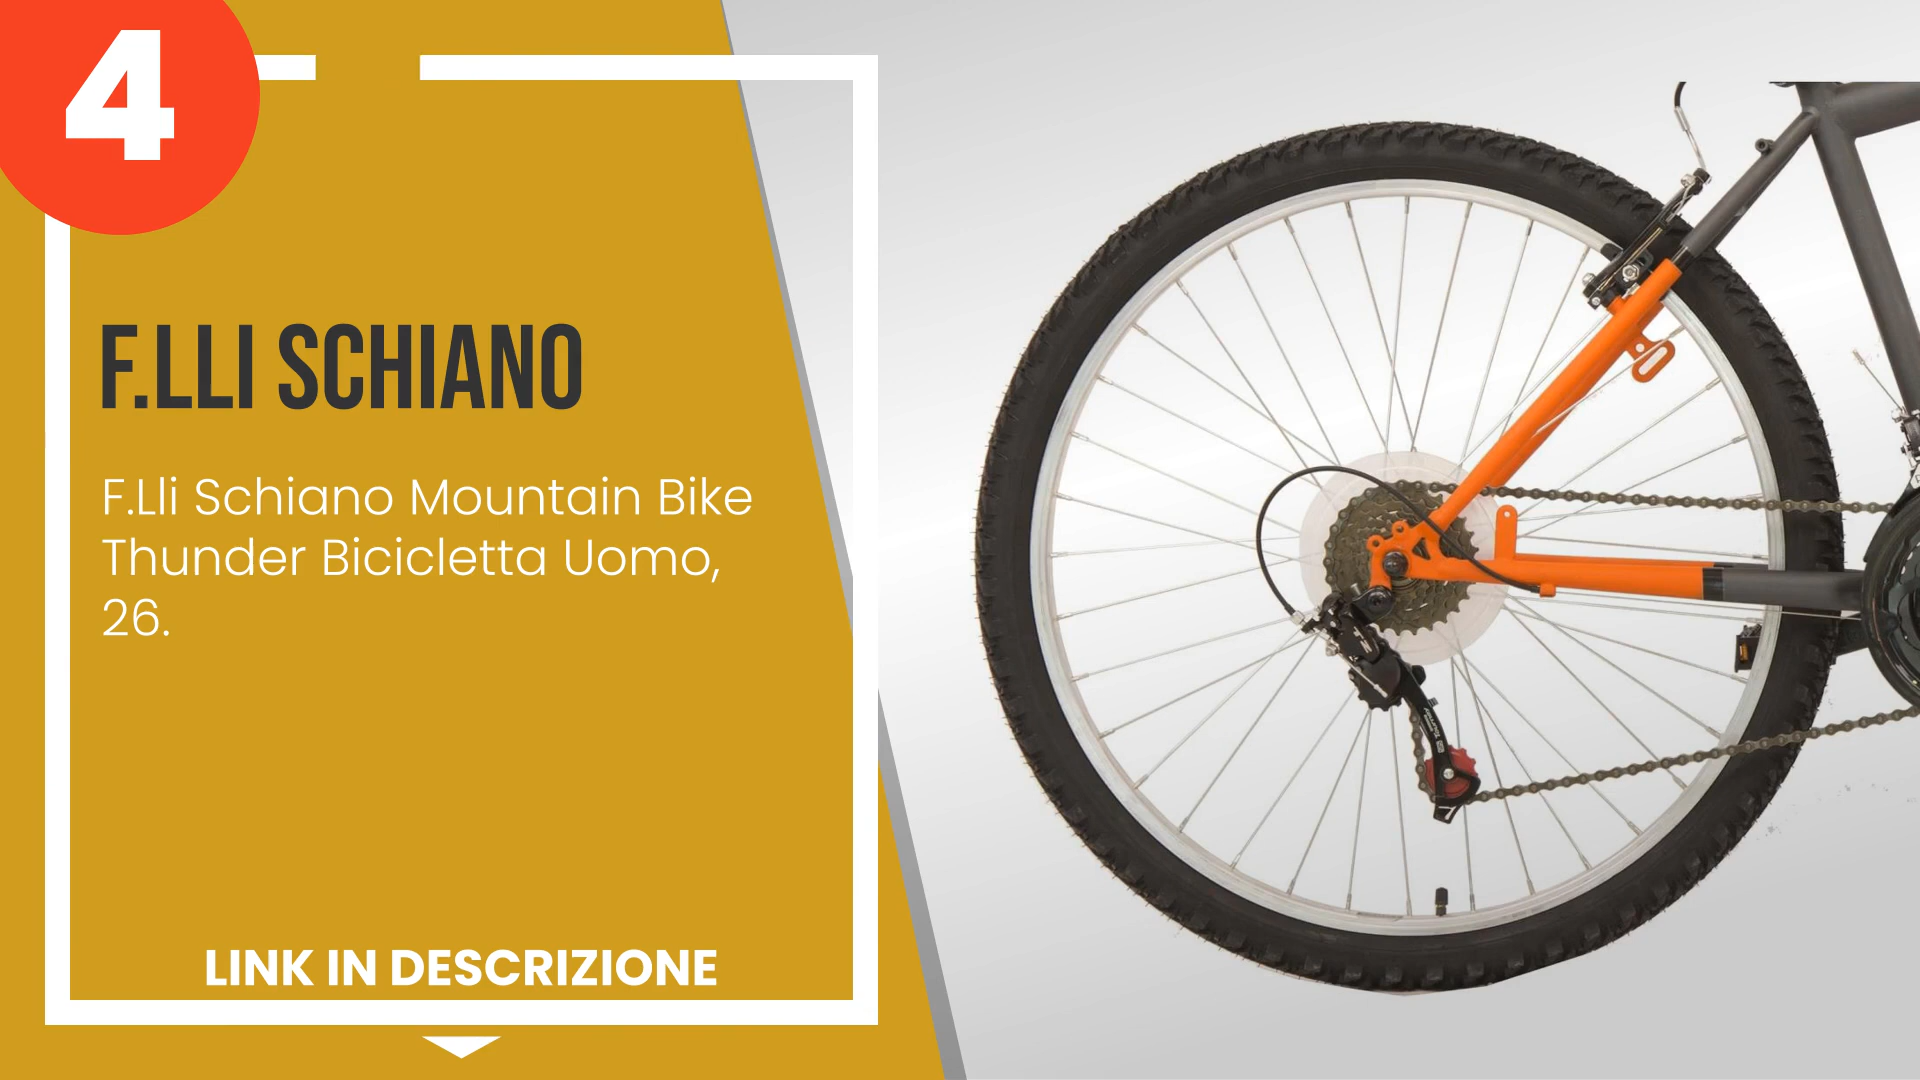 4
F.LLI SCHIANO
F.Lli Schiano Mountain Bike
Thunder Bicicletta Uomo,
26.
LINK IN DESCRIZIONE